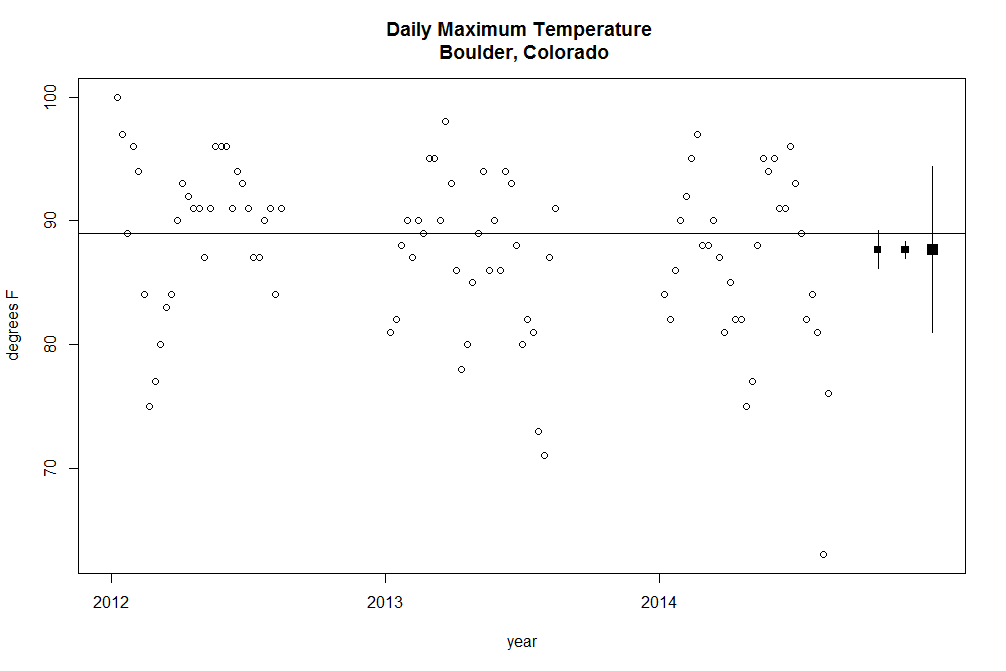 Daily Maximum Temperature
Boulder, Colorado
100
90
80
70
degrees F
2012
2013
2014
year